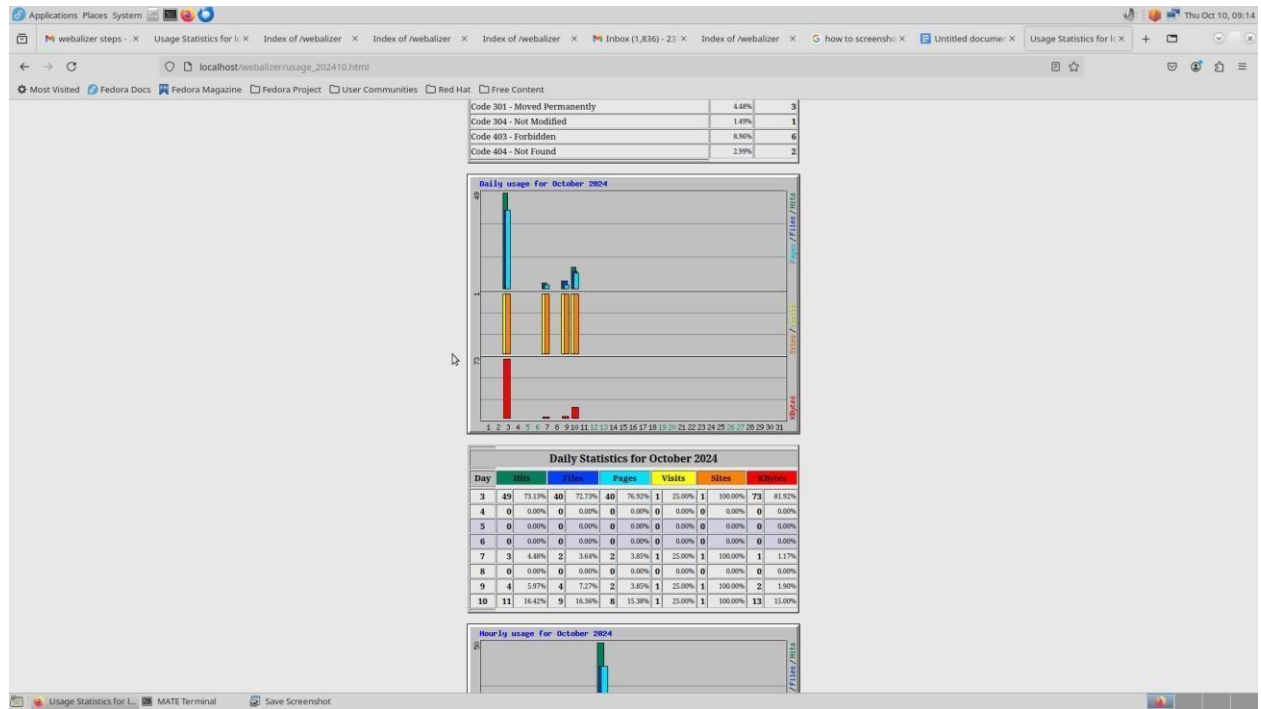 Applications Places System Thu Oct 10, 09:14
webalizer steps - Usage Statistics for lo Index of /webalizer Index of /webalizer Index of /webalizer Inbox (1,836) - 23 Index of /webalizer how to screensho Untitled documen Usage Statistics for lo
localhost/webalizer/usage_202410.html
Most Visited Fedora Docs Fedora Magazine Fedora Project User Communities Red Hat Free Content
Code 301 - Moved Permanently 4.48% 3
Code 304 - Not Modified 1.49% 1
Code 403 - Forbidden 8.96% 6
Code 404 - Not Found 2.99% 2
Daily usage for October 2024
49
Pages / Files / Hits
1
Sites / Visits
73
KBytes
1 2 3 4 5 6 7 8 9 10 11 12 13 14 15 16 17 18 19 20 21 22 23 24 25 26 27 28 29 30 31
Daily Statistics for October 2024
Day Hits Files Pages Visits Sites KBytes
3 49 73.13% 40 72.73% 40 76.92% 1 25.00% 1 100.00% 73 81.92%
4 0 0.00% 0 0.00% 0 0.00% 0 0.00% 0 0.00% 0 0.00%
5 0 0.00% 0 0.00% 0 0.00% 0 0.00% 0 0.00% 0 0.00%
6 0 0.00% 0 0.00% 0 0.00% 0 0.00% 0 0.00% 0 0.00%
7 3 4.48% 2 3.64% 2 3.85% 1 25.00% 1 100.00% 1 1.17%
8 0 0.00% 0 0.00% 0 0.00% 0 0.00% 0 0.00% 0 0.00%
9 4 5.97% 4 7.27% 2 3.85% 1 25.00% 1 100.00% 2 1.90%
10 11 16.42% 9 16.36% 8 15.38% 1 25.00% 1 100.00% 13 15.00%
Hourly usage for October 2024
50
/Files / Hits
Usage Statistics for l... MATE Terminal Save Screenshot